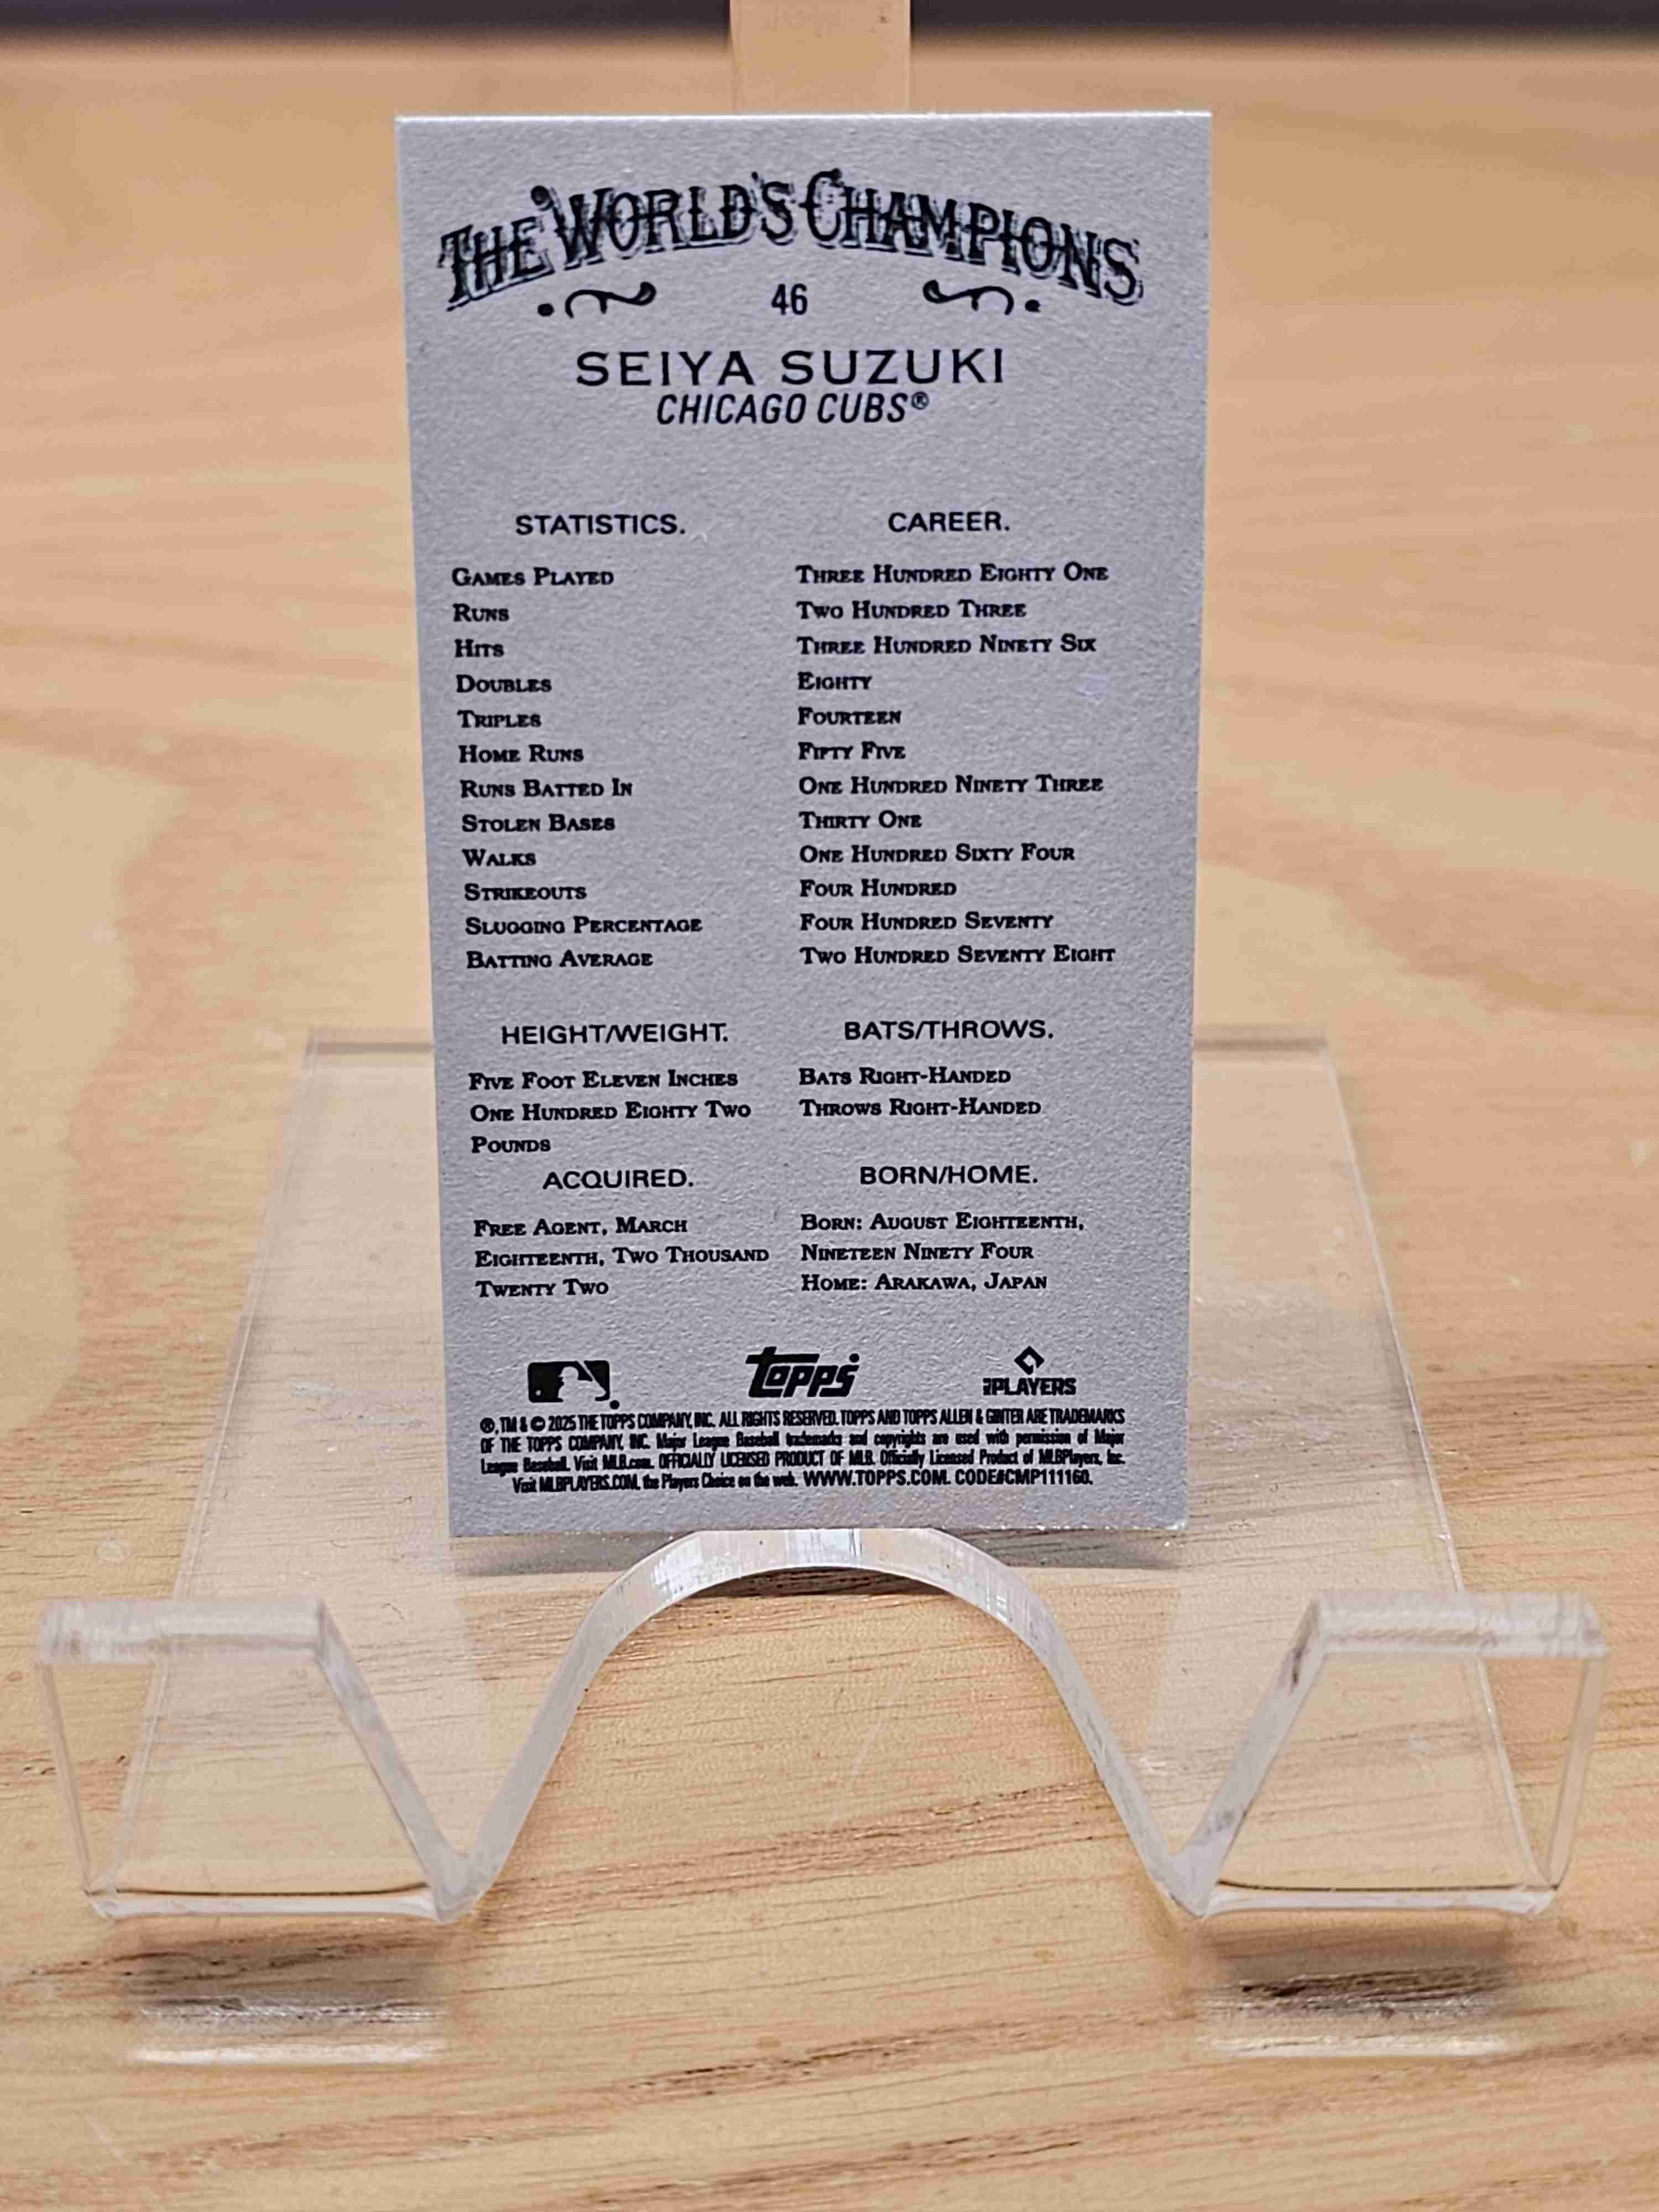 THE WORLD'S CHAMPIONS
46
SEIYA SUZUKI
CHICAGO CUBS®
STATISTICS. CAREER.
GAMES PLAYED THREE HUNDRED EIGHTY ONE
RUNS TWO HUNDRED THREE
HITS THREE HUNDRED NINETY SIX
DOUBLES EIGHTY
TRIPLES FOURTEEN
HOME RUNS FIFTY FIVE
RUNS BATTED IN ONE HUNDRED NINETY THREE
STOLEN BASES THIRTY ONE
WALKS ONE HUNDRED SIXTY FOUR
STRIKEOUTS FOUR HUNDRED
SLUGGING PERCENTAGE FOUR HUNDRED SEVENTY
BATTING AVERAGE TWO HUNDRED SEVENTY EIGHT
HEIGHT/WEIGHT. BATS/THROWS.
FIVE FOOT ELEVEN INCHES BATS RIGHT-HANDED
ONE HUNDRED EIGHTY TWO THROWS RIGHT-HANDED
POUNDS
ACQUIRED. BORN/HOME.
FREE AGENT, MARCH BORN: AUGUST EIGHTEENTH,
EIGHTEENTH, TWO THOUSAND NINETEEN NINETY FOUR
TWENTY TWO HOME: ARAKAWA, JAPAN
topps PLAYERS
®, TM & © 2025 THE TOPPS COMPANY, INC. ALL RIGHTS RESERVED. TOPPS AND TOPPS ALLEN & GINTER ARE TRADEMARKS
OF THE TOPPS COMPANY, INC. Major League Baseball trademarks and copyrights are used with permission of Major
League Baseball. Visit MLB.com. OFFICIALLY LICENSED PRODUCT OF MLB. Officially Licensed Product of MLBPlayers, Inc.
Visit MLBPLAYERS.COM, the Players Choice on the web. WWW.TOPPS.COM. CODE#CMP111160.